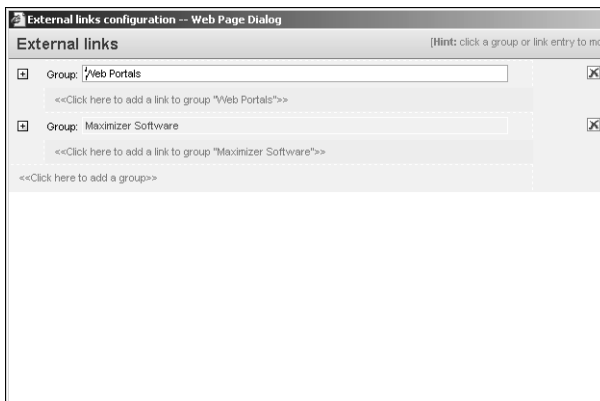 External links configuration -- Web Page Dialog
External links
[Hint: click a group or link entry to mo
Group: Web Portals
<<Click here to add a link to group "Web Portals">>
Group: Maximizer Software
<<Click here to add a link to group "Maximizer Software">>
<<Click here to add a group>>